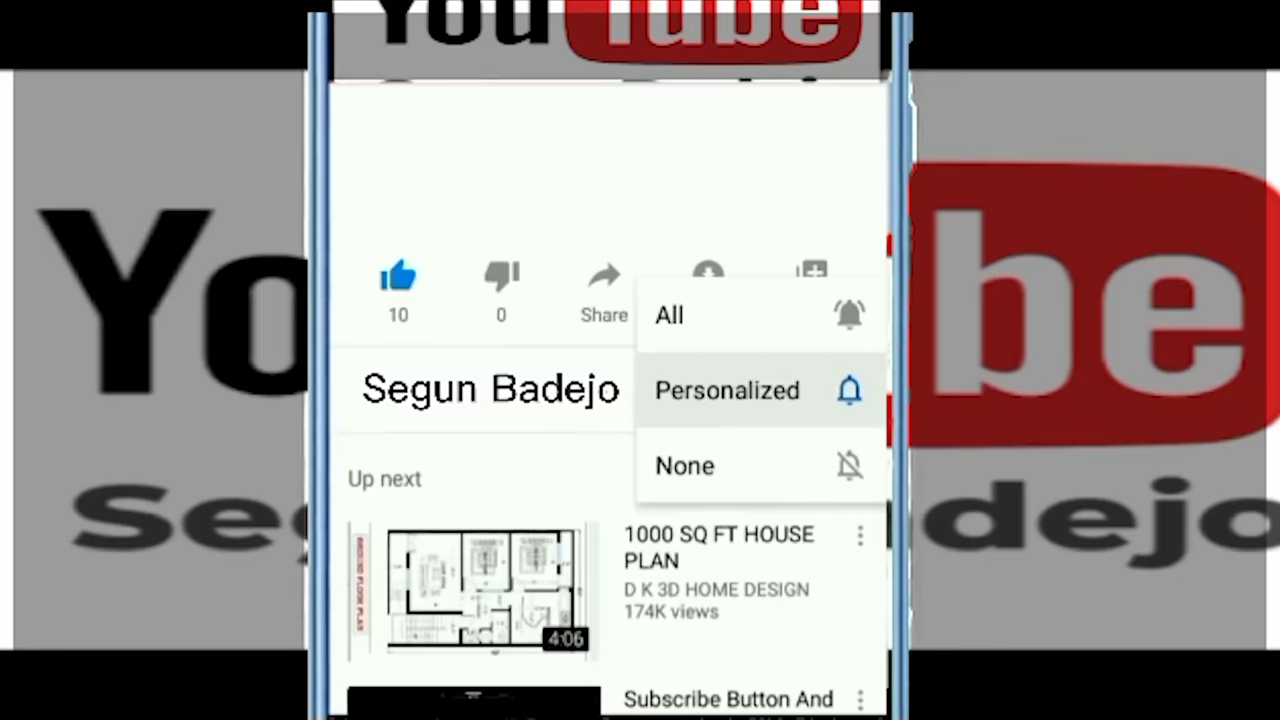 YouTube
YouTube
10
0
Share
All
Personalized
None
Segun Badejo
Up next
1000 SQ FT HOUSE
PLAN
D K 3D HOME DESIGN
174K views
4:06
Subscribe Button And